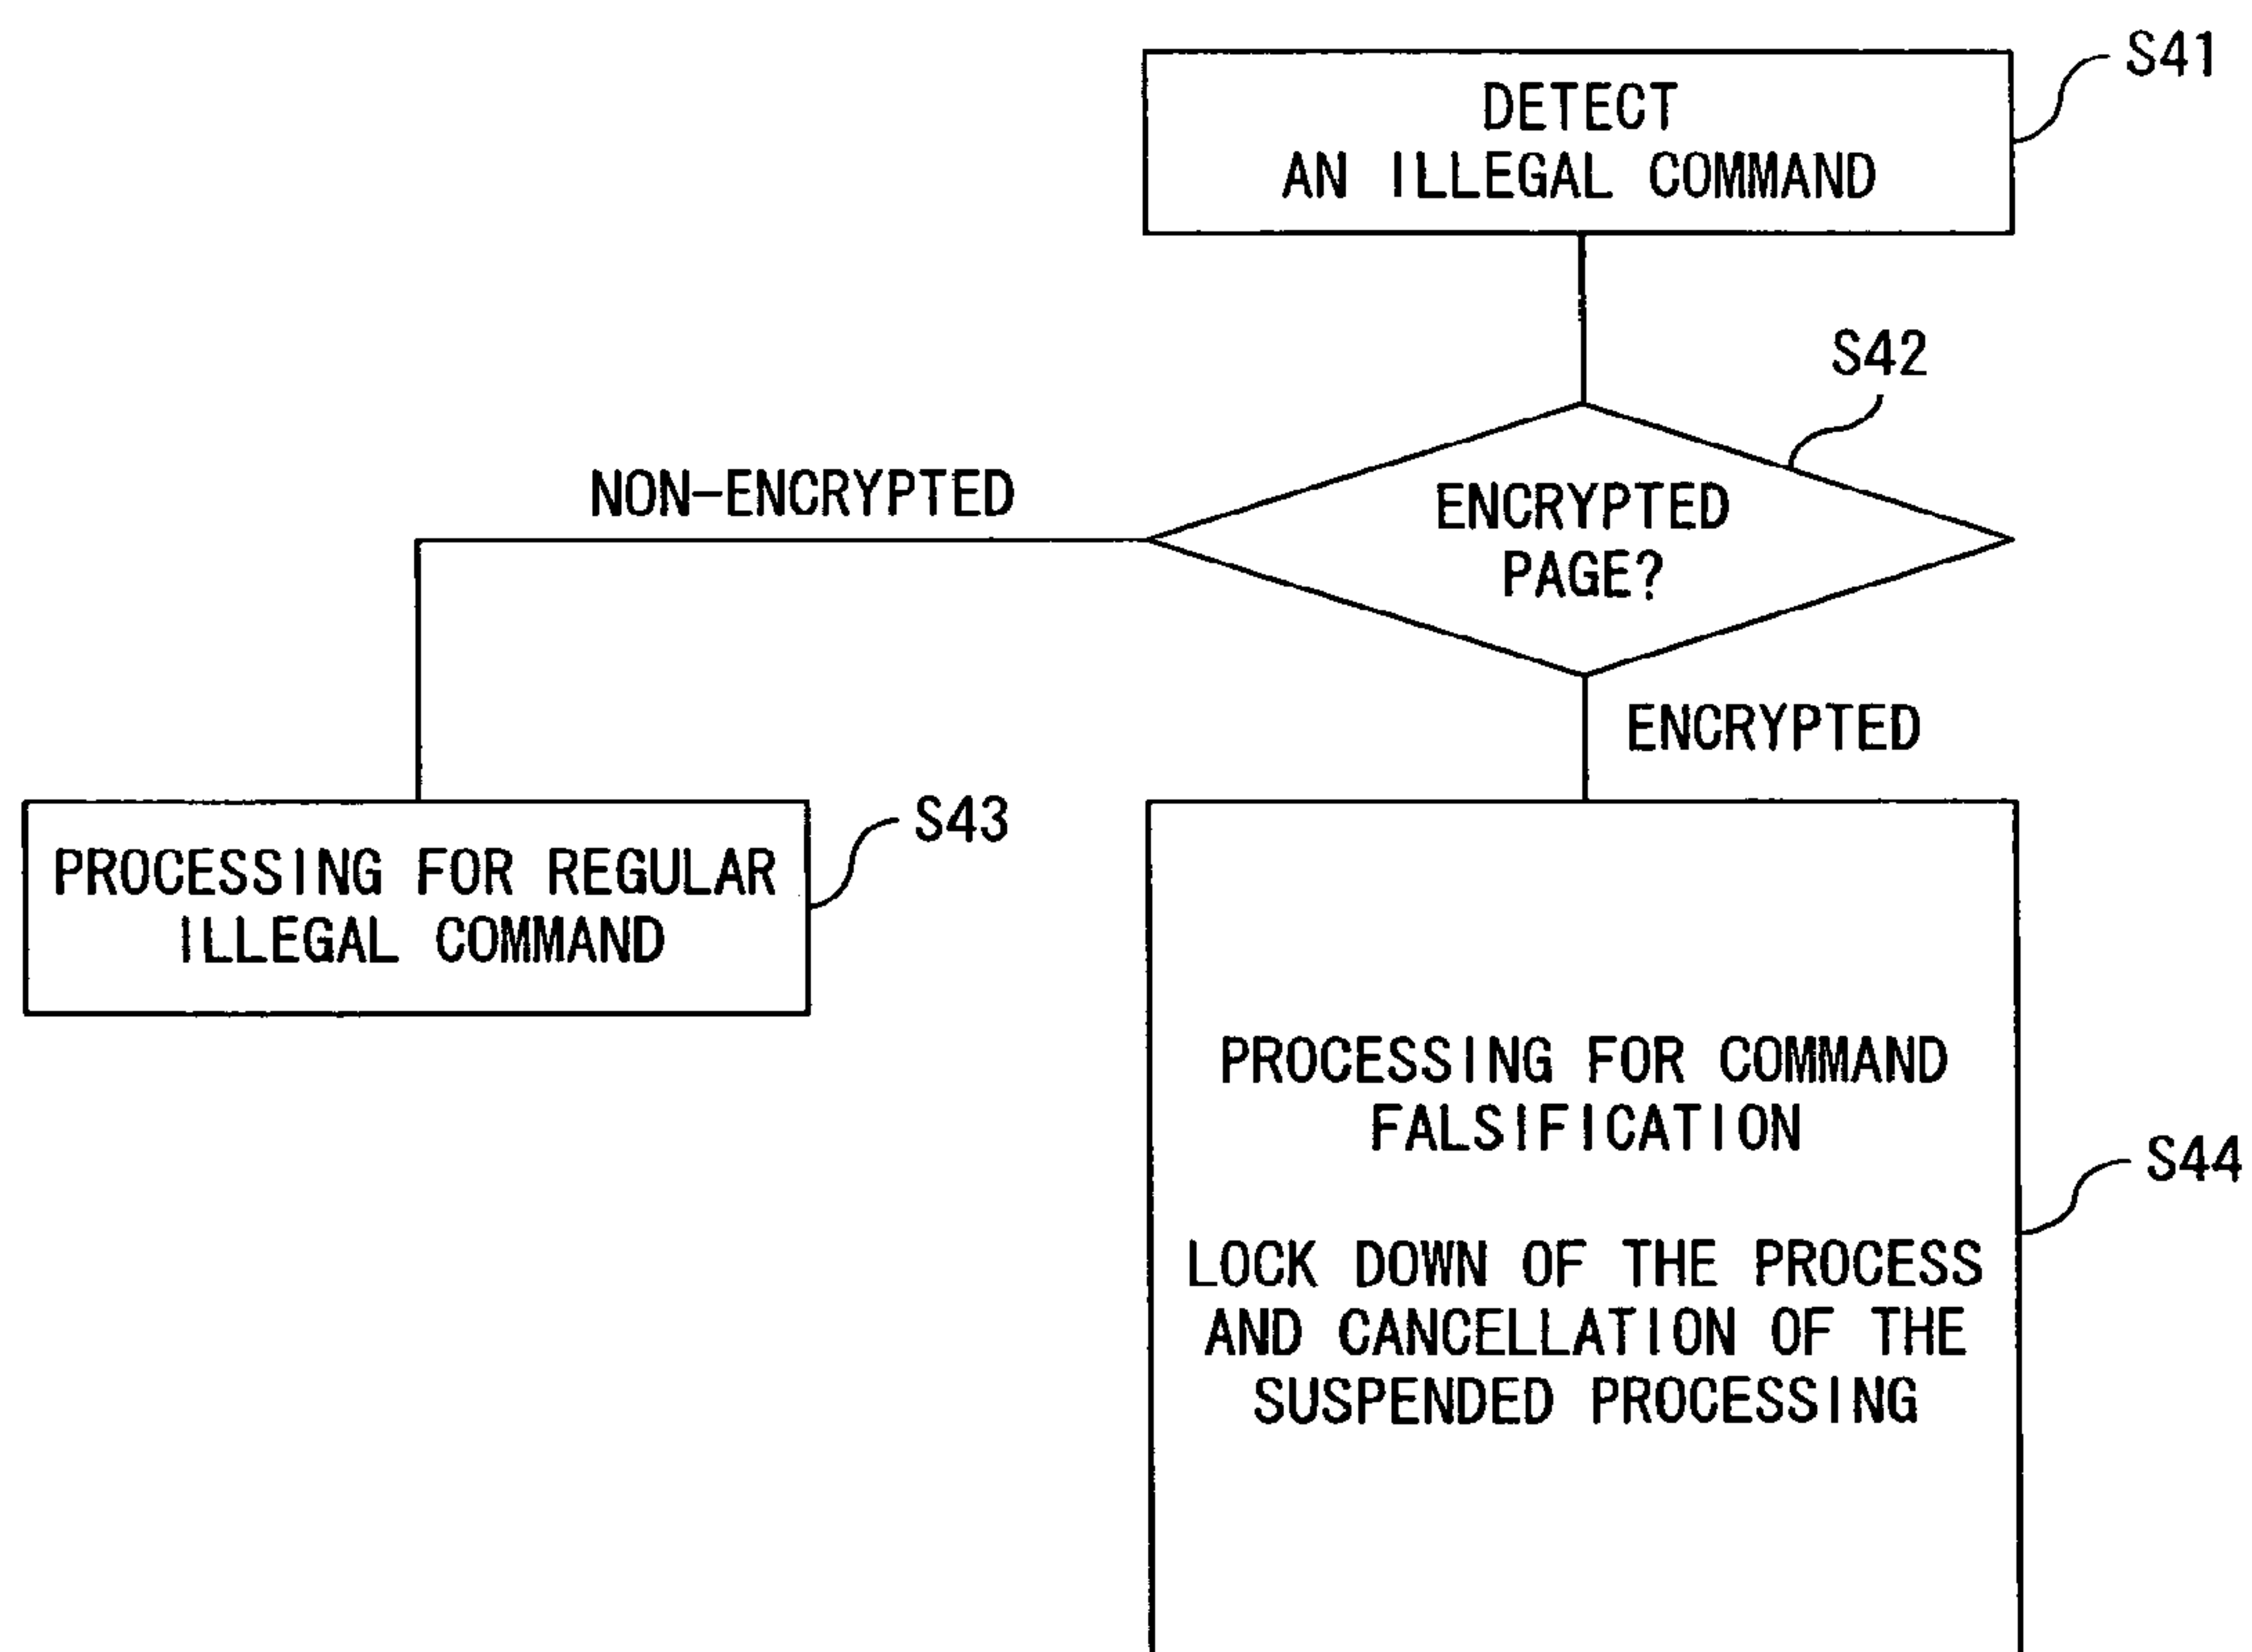 S41
DETECT
AN ILLEGAL COMMAND
S42
NON-ENCRYPTED
ENCRYPTED
PAGE?
ENCRYPTED
S43
PROCESSING FOR REGULAR
ILLEGAL COMMAND
PROCESSING FOR COMMAND
FALSIFICATION
S44
LOCK DOWN OF THE PROCESS
AND CANCELLATION OF THE
SUSPENDED PROCESSING